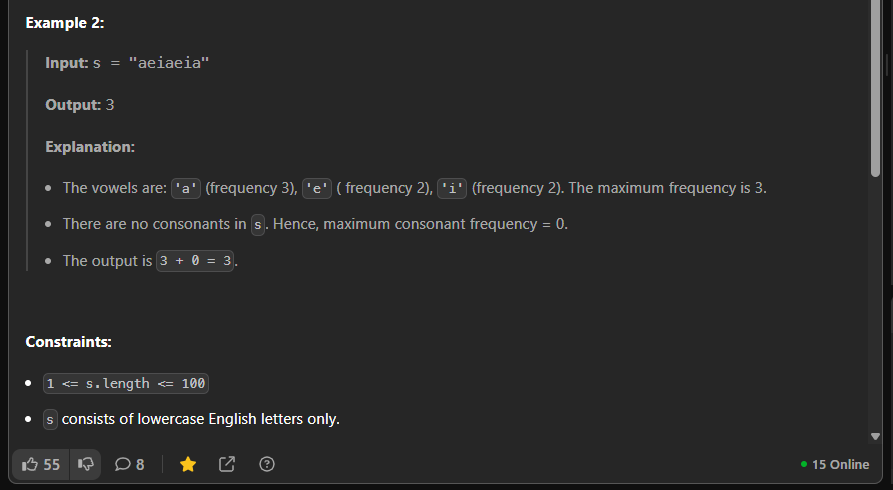 Example 2:
Input: s = "aeiaeia"
Output: 3
Explanation:
• The vowels are: 'a' (frequency 3), 'e' ( frequency 2), 'i' (frequency 2). The maximum frequency is 3.
• There are no consonants in s. Hence, maximum consonant frequency = 0.
• The output is 3 + 0 = 3.
Constraints:
• 1 <= s.length <= 100
• s consists of lowercase English letters only.
55 8 15 Online